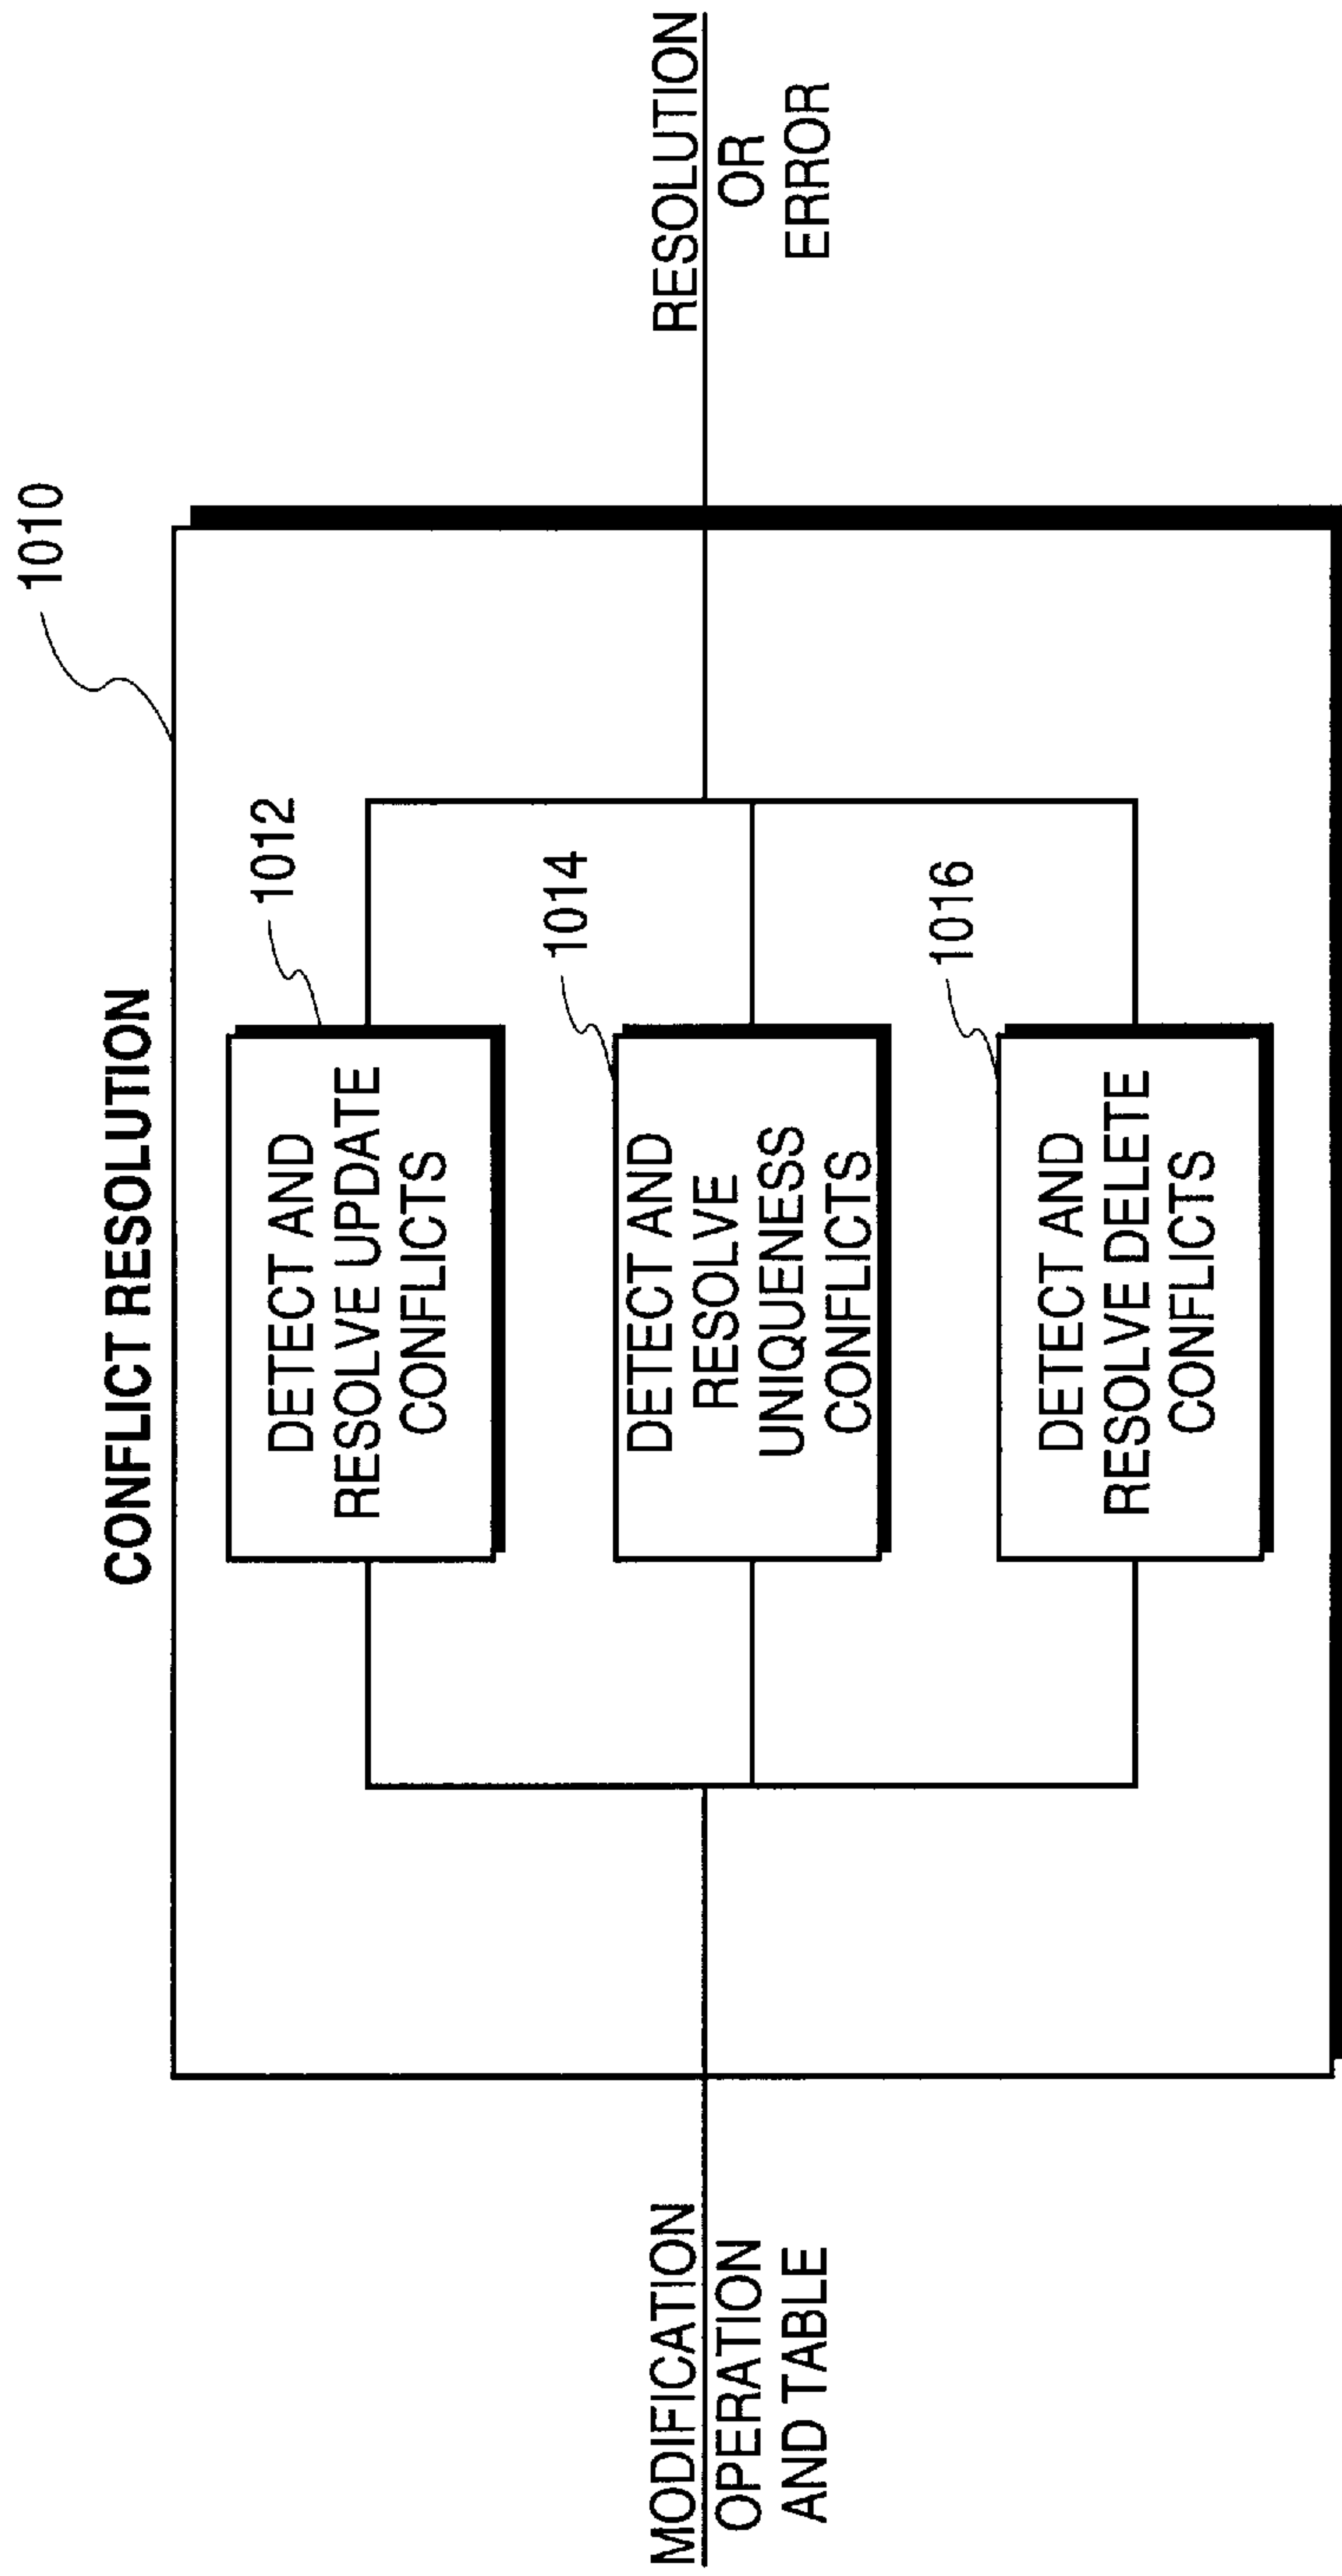 CONFLICT RESOLUTION
1010
MODIFICATION
OPERATION
AND TABLE
DETECT AND
RESOLVE UPDATE
CONFLICTS
1012
DETECT AND
RESOLVE
UNIQUENESS
CONFLICTS
1014
DETECT AND
RESOLVE DELETE
CONFLICTS
1016
RESOLUTION
OR
ERROR